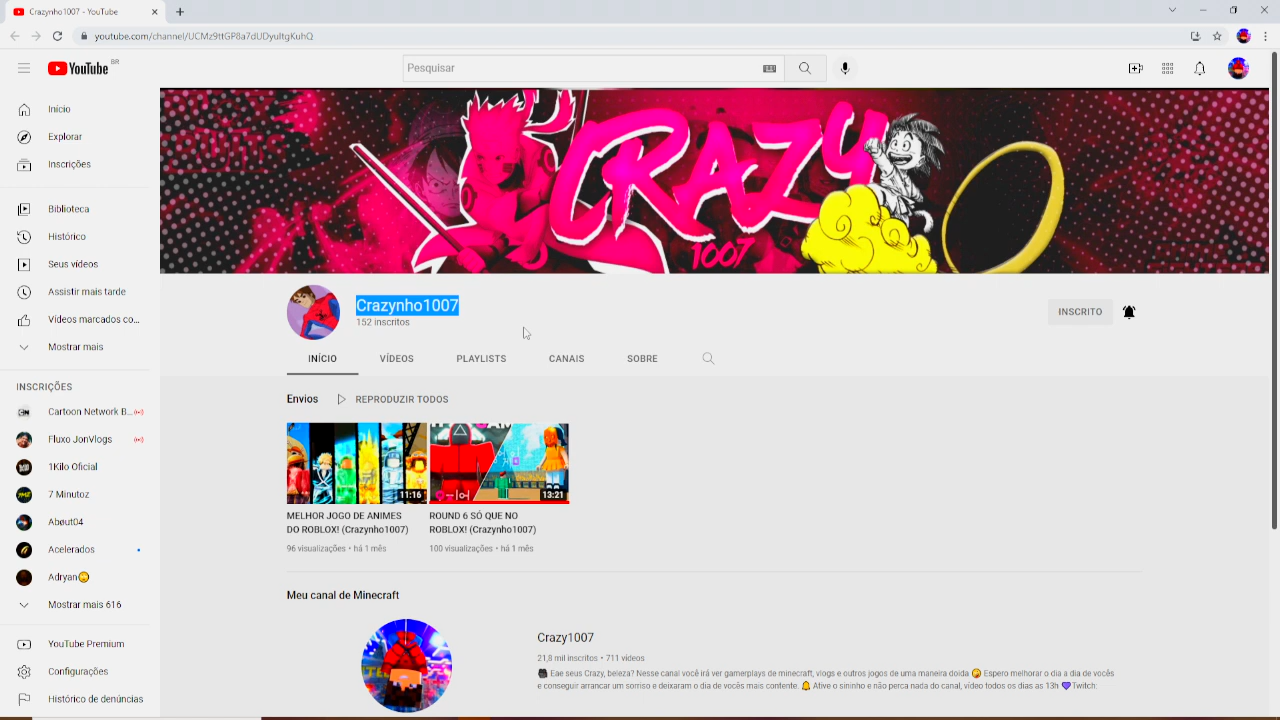 Crazynho1007 - YouTube
youtube.com/channel/UCMz9ttGP8a7dUDyultgKuhQ
YouTube BR
Pesquisar
CRAZY
1007
Início
Explorar
Inscrições
Biblioteca
Histórico
Seus vídeos
Assistir mais tarde
Vídeos marcados co...
Mostrar mais
INSCRIÇÕES
Cartoon Network B...
Fluxo JonVlogs
1Kilo Oficial
7 Minutoz
Abøut04
Acelerados
Adryan
Mostrar mais 616
YouTube Premium
Configurações
Histórico de denúncias
Crazynho1007
152 inscritos
INSCRITO
INÍCIO VÍDEOS PLAYLISTS CANAIS SOBRE
Envios REPRODUZIR TODOS
11:16
13:21
MELHOR JOGO DE ANIMES
DO ROBLOX! (Crazynho1007)
96 visualizações • há 1 mês
ROUND 6 SÓ QUE NO
ROBLOX! (Crazynho1007)
100 visualizações • há 1 mês
Meu canal de Minecraft
Crazy1007
21,8 mil inscritos • 711 vídeos
Eae seus Crazy, beleza? Nesse canal você irá ver gamerplays de minecraft, vlogs e outros jogos de uma maneira doida 😜 Espero melhorar o dia a dia de vocês
e conseguir arrancar um sorriso e deixaram o dia de vocês mais contente. 🔔 Ative o sininho e não perca nada do canal, vídeo todos os dias as 13h 💜Twitch: